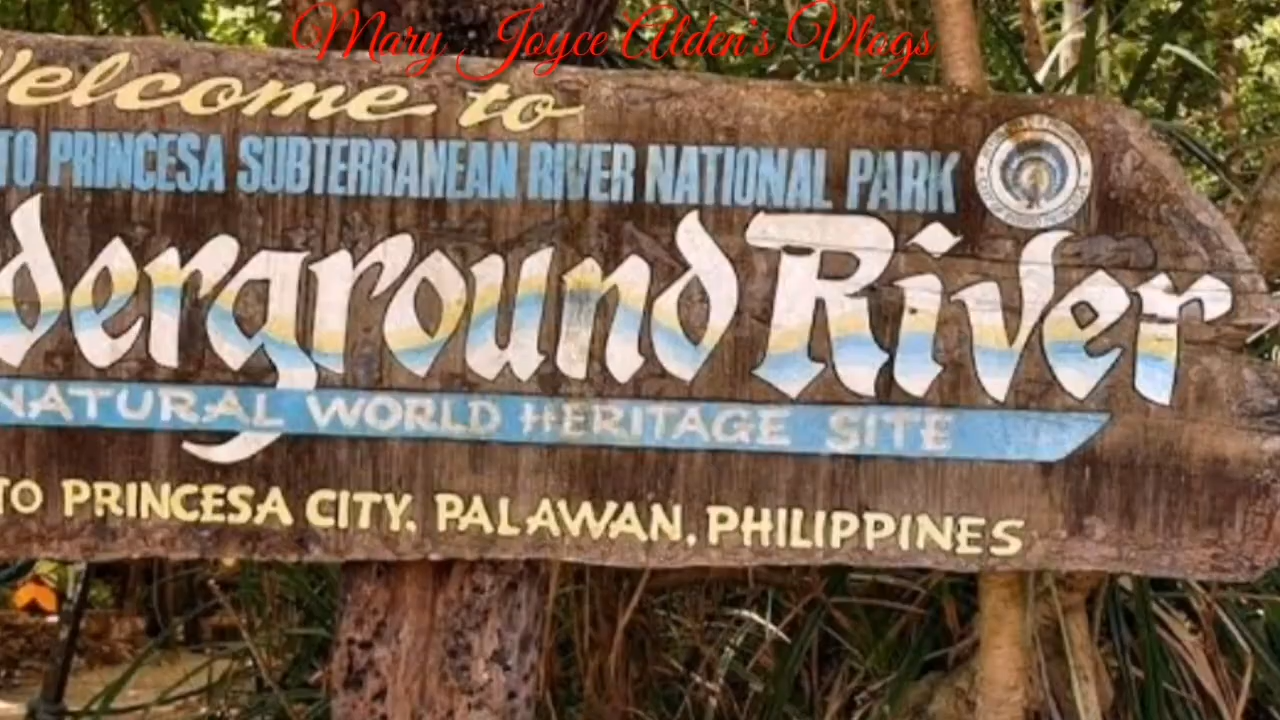 Mary Joyce Alden's Vlogs
Welcome to
TO PRINCESA SUBTERRANEAN RIVER NATIONAL PARK
derground River
NATURAL WORLD HERITAGE SITE
TO PRINCESA CITY, PALAWAN, PHILIPPINES